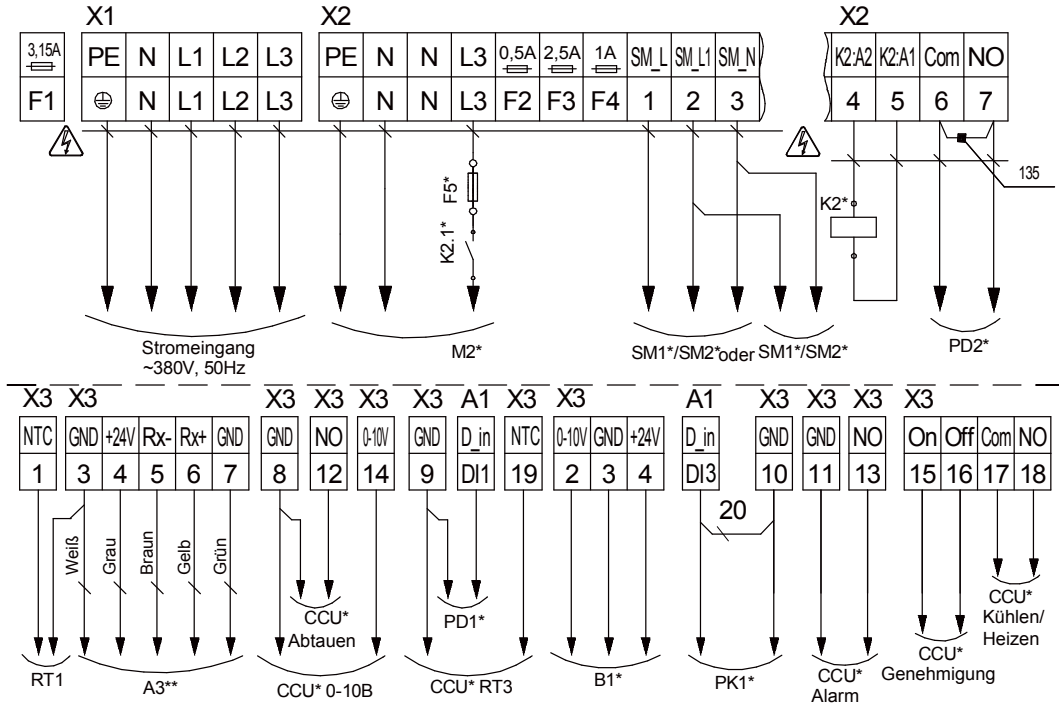 X1 X2 X2
3,15A PE N L1 L2 L3 PE N N L3 0,5A 2,5A 1A SM_L SM_L1 SM_N K2:A2 K2:A1 Com NO
F1 N L1 L2 L3 N N L3 F2 F3 F4 1 2 3 4 5 6 7
135
F5*
K2*
K2.1*
Stromeingang
~380V, 50Hz
M2*
SM1*/SM2* oder SM1*/SM2*
PD2*
X3 X3 X3 X3 X3 X3 A1 X3 X3 A1 X3 X3 X3 X3
NTC GND +24V Rx- Rx+ GND GND NO 0-10V GND D_in NTC 0-10V GND +24V D_in GND GND NO On Off Com NO
1 3 4 5 6 7 8 12 14 9 DI1 19 2 3 4 DI3 10 11 13 15 16 17 18
20
Weiß Grau Braun Gelb Grün
CCU*
Abtauen
PD1*
CCU*
Kühlen/
Heizen
RT1
A3**
CCU* 0-10B
CCU* RT3
B1*
PK1*
CCU*
Alarm
CCU*
Genehmigung